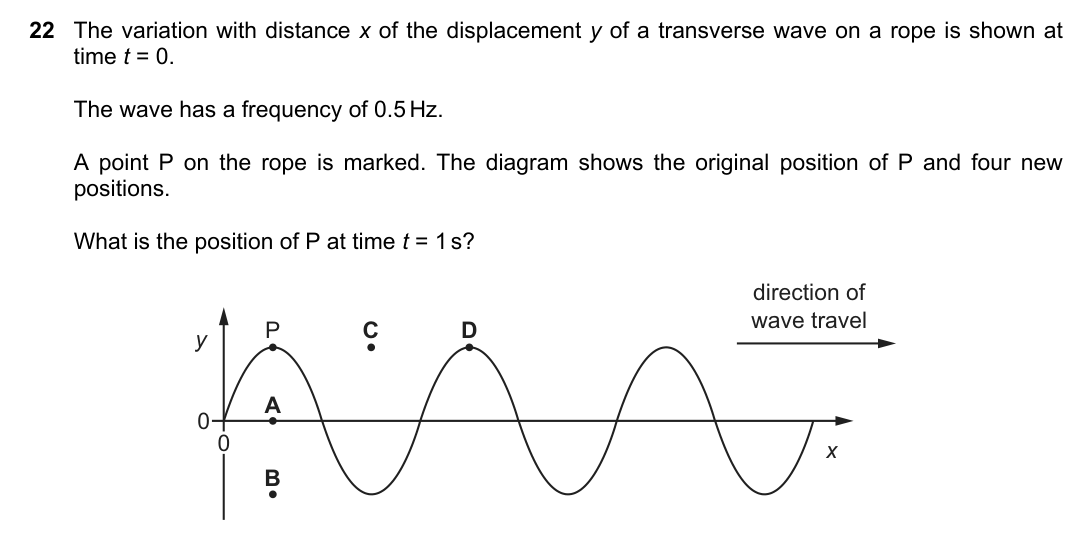 22 The variation with distance x of the displacement y of a transverse wave on a rope is shown at
time t = 0.
The wave has a frequency of 0.5 Hz.
A point P on the rope is marked. The diagram shows the original position of P and four new
positions.
What is the position of P at time t = 1 s?
direction of
wave travel
y
P
C
D
A
0
0
x
B